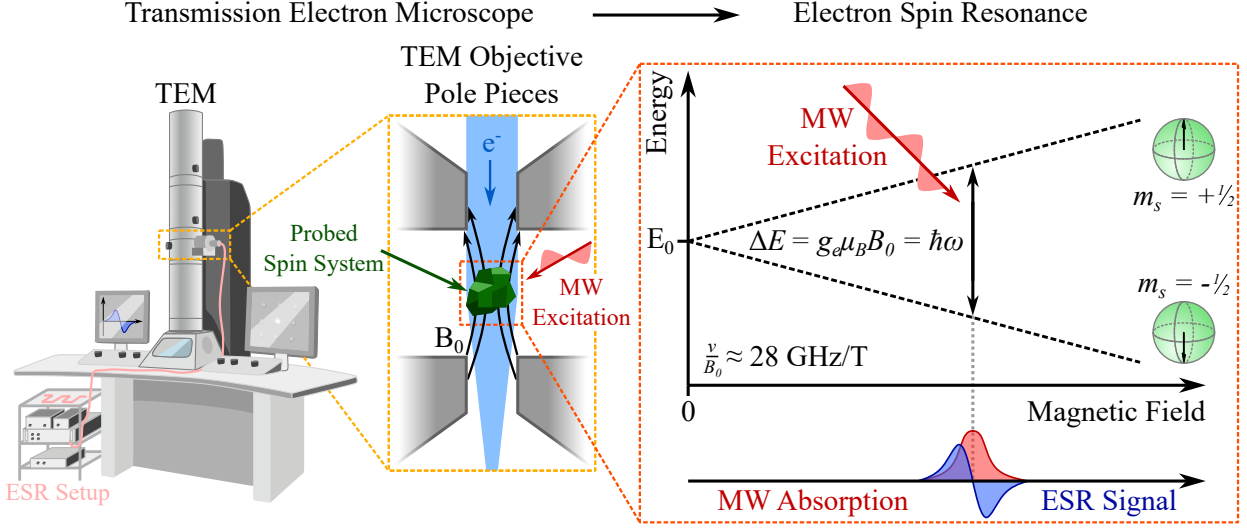 Transmission Electron Microscope
Electron Spin Resonance
TEM
TEM Objective
Pole Pieces
e-
Probed
Spin System
MW
Excitation
B₀
ESR Setup
Energy
MW
Excitation
E₀
ΔE = gₑμ_B B₀ = ħω
mₛ = +½
mₛ = -½
ν/B₀ ≈ 28 GHz/T
0
Magnetic Field
MW Absorption
ESR Signal